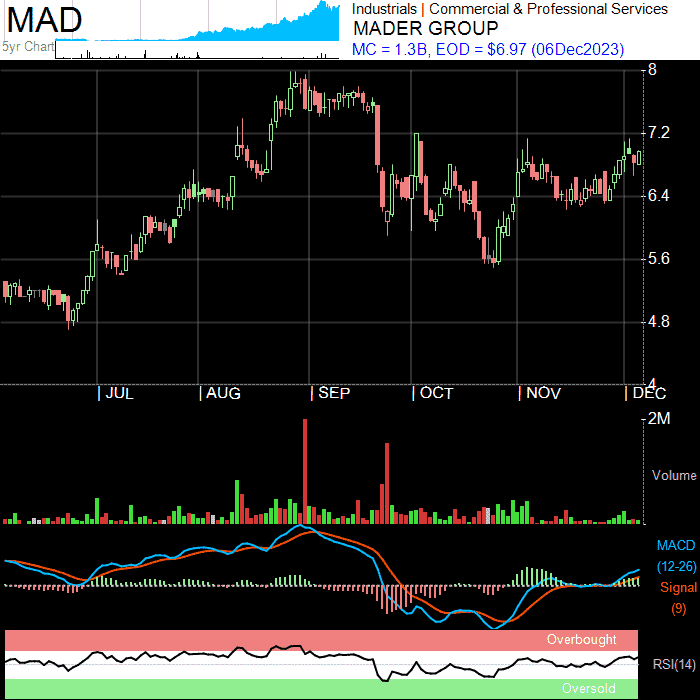 MAD
5yr Chart
Industrials | Commercial & Professional Services
MADER GROUP
MC = 1.3B, EOD = $6.97 (06Dec2023)
8
7.2
6.4
5.6
4.8
4
| JUL | AUG | SEP | OCT | NOV | DEC
2M
Volume
MACD
(12-26)
Signal
(9)
Overbought
RSI(14)
Oversold